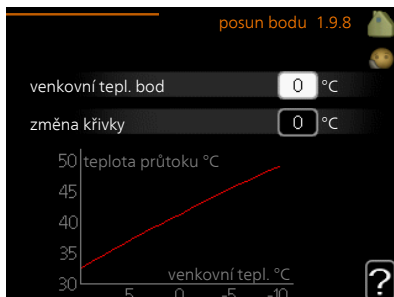 posun bodu 1.9.8
venkovní tepl. bod 0 °C
změna křivky 0 °C
50 teplota průtoku °C
45
40
35
30
venkovní tepl. °C
5 0 -5 -10
?